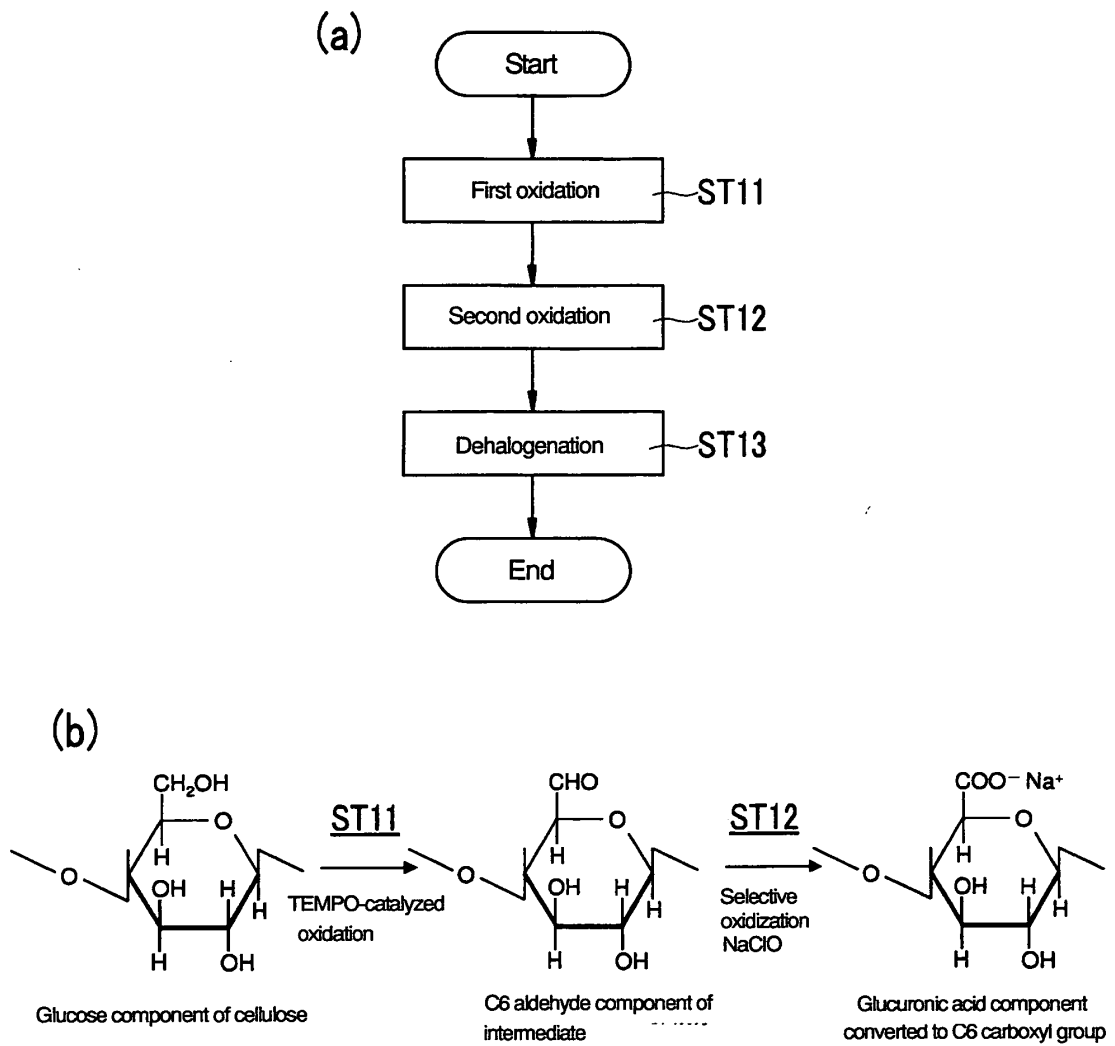 (a)
Start
First oxidation
ST11
Second oxidation
ST12
Dehalogenation
ST13
End
(b)
CH₂OH
O
H
O
OH
H
H
H
OH
ST11
TEMPO-catalyzed
oxidation
CHO
O
H
O
OH
H
H
H
OH
ST12
Selective
oxidization
NaClO
COO⁻ Na⁺
O
H
O
OH
H
H
H
OH
Glucose component of cellulose
C6 aldehyde component of
intermediate
Glucuronic acid component
converted to C6 carboxyl group